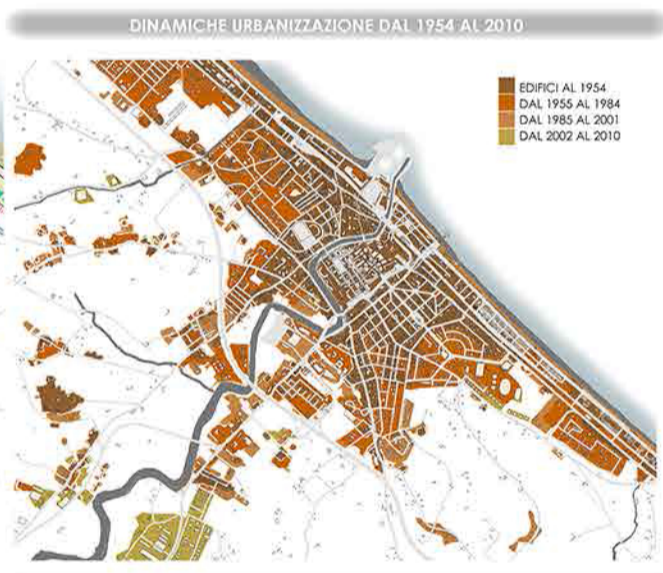 DINAMICHE URBANIZZAZIONE DAL 1954 AL 2010
EDIFICI AL 1954
DAL 1955 AL 1984
DAL 1985 AL 2001
DAL 2002 AL 2010